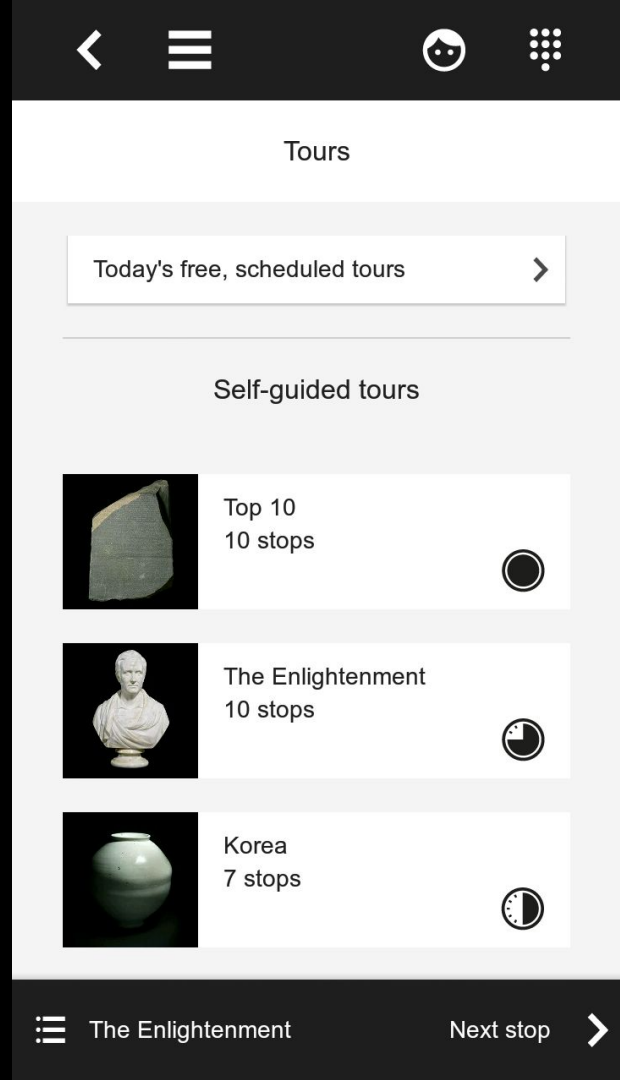 Tours
Today's free, scheduled tours
Self-guided tours
Top 10
10 stops
The Enlightenment
10 stops
Korea
7 stops
The Enlightenment
Next stop